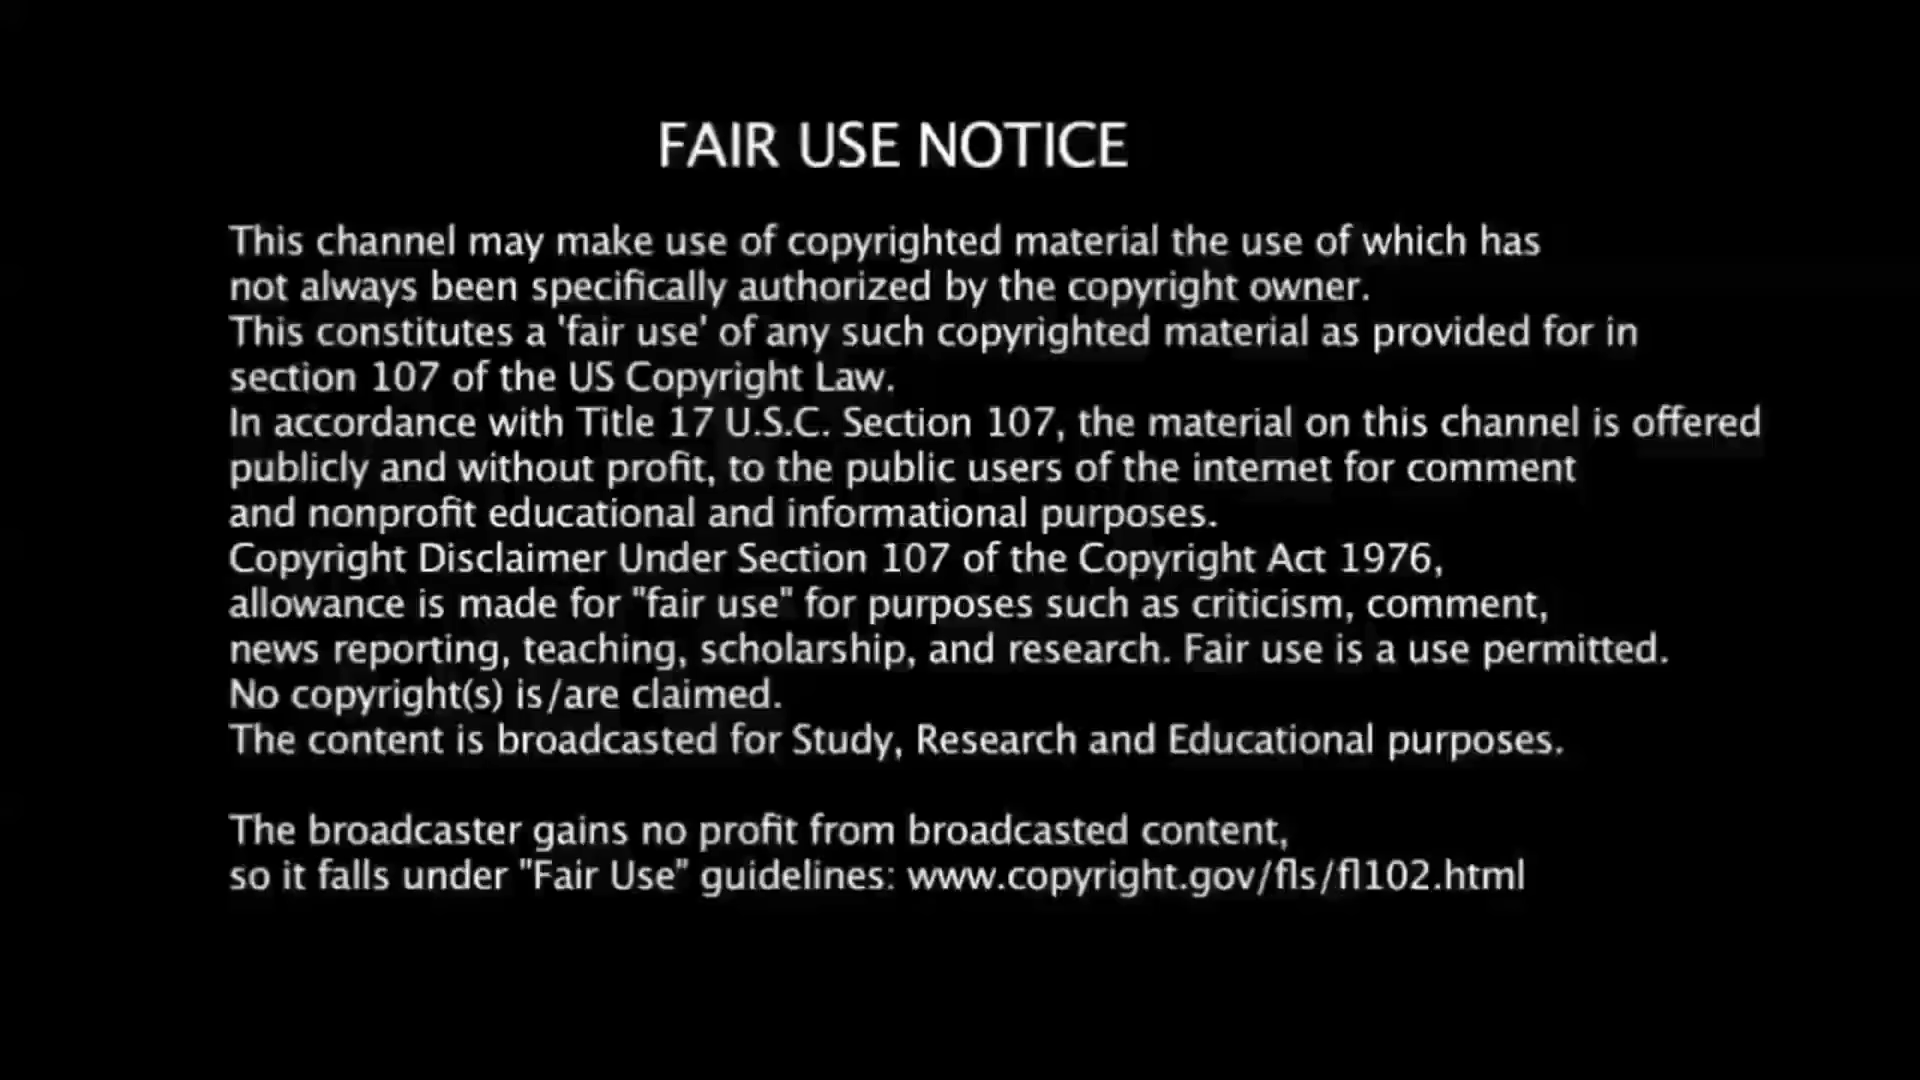 FAIR USE NOTICE
This channel may make use of copyrighted material the use of which has
not always been specifically authorized by the copyright owner.
This constitutes a 'fair use' of any such copyrighted material as provided for in
section 107 of the US Copyright Law.
In accordance with Title 17 U.S.C. Section 107, the material on this channel is offered
publicly and without profit, to the public users of the internet for comment
and nonprofit educational and informational purposes.
Copyright Disclaimer Under Section 107 of the Copyright Act 1976,
allowance is made for "fair use" for purposes such as criticism, comment,
news reporting, teaching, scholarship, and research. Fair use is a use permitted.
No copyright(s) is/are claimed.
The content is broadcasted for Study, Research and Educational purposes.
The broadcaster gains no profit from broadcasted content,
so it falls under "Fair Use" guidelines: www.copyright.gov/fls/fl102.html